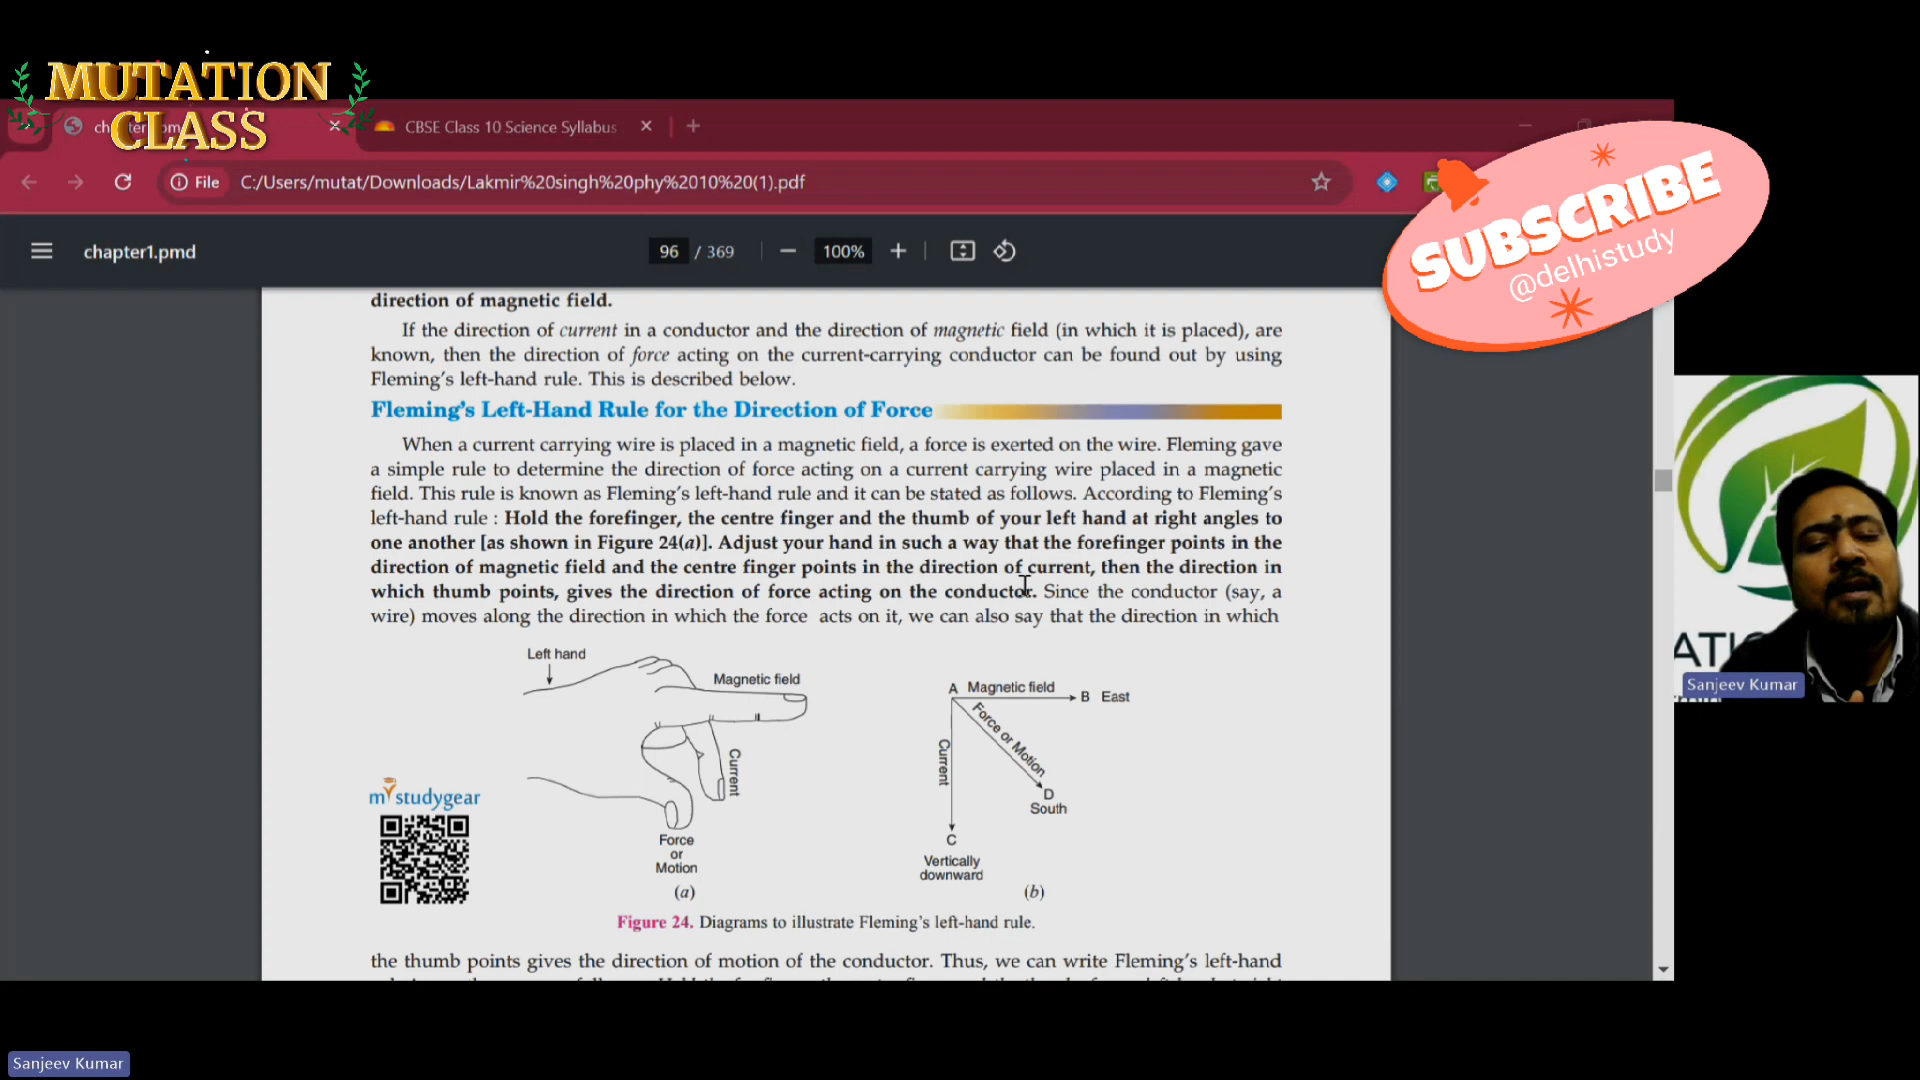 MUTATION
CLASS
CBSE Class 10 Science Syllabus
File
C:/Users/mutat/Downloads/Lakmir%20singh%20phy%2010%20(1).pdf
SUBSCRIBE
@delhistudy
chapter1.pmd
96 / 369
100%
direction of magnetic field.
If the direction of current in a conductor and the direction of magnetic field (in which it is placed), are
known, then the direction of force acting on the current-carrying conductor can be found out by using
Fleming's left-hand rule. This is described below.
Fleming's Left-Hand Rule for the Direction of Force
When a current carrying wire is placed in a magnetic field, a force is exerted on the wire. Fleming gave
a simple rule to determine the direction of force acting on a current carrying wire placed in a magnetic
field. This rule is known as Fleming's left-hand rule and it can be stated as follows. According to Fleming's
left-hand rule : Hold the forefinger, the centre finger and the thumb of your left hand at right angles to
one another [as shown in Figure 24(a)]. Adjust your hand in such a way that the forefinger points in the
direction of magnetic field and the centre finger points in the direction of current, then the direction in
which thumb points, gives the direction of force acting on the conductor. Since the conductor (say, a
wire) moves along the direction in which the force acts on it, we can also say that the direction in which
Left hand
Magnetic field
Current
Force
or
Motion
(a)
A Magnetic field B East
Force or Motion
Current
D
South
C
Vertically
downward
(b)
my studygear
Figure 24. Diagrams to illustrate Fleming's left-hand rule.
the thumb points gives the direction of motion of the conductor. Thus, we can write Fleming's left-hand
Sanjeev Kumar
Sanjeev Kumar